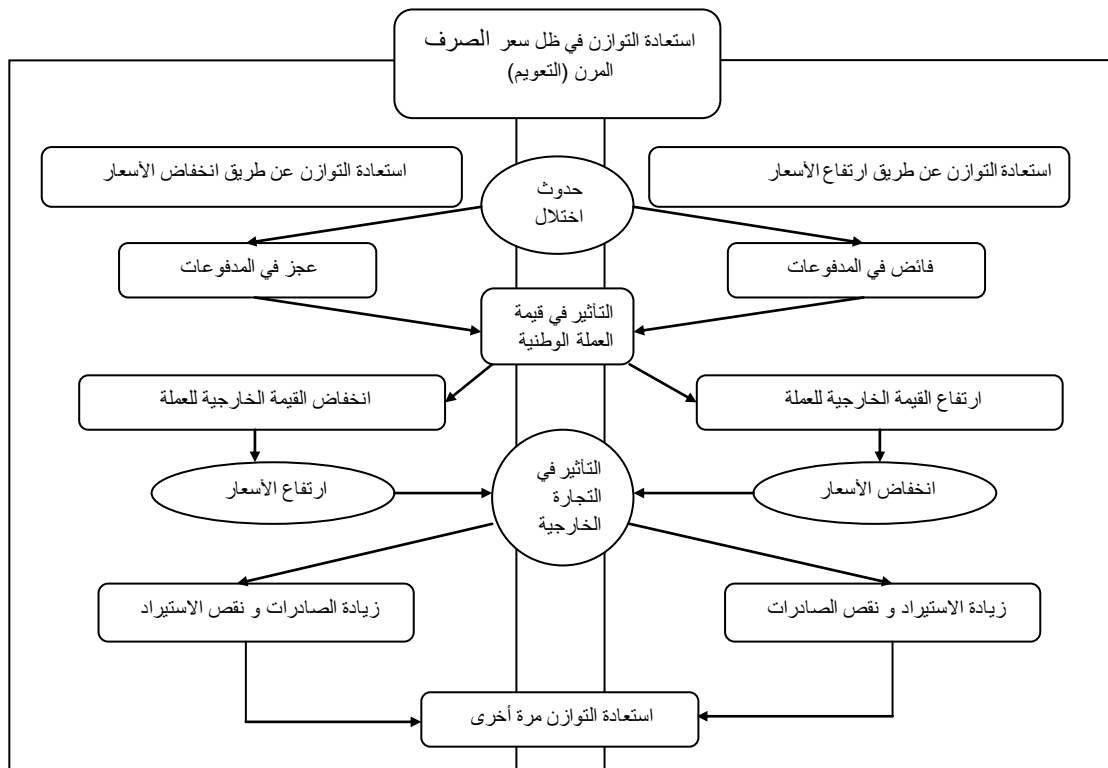 استعادة التوازن في ظل سعر الصرف
المرن (التعويم)
استعادة التوازن عن طريق ارتفاع الأسعار
استعادة التوازن عن طريق انخفاض الأسعار
حدوث
اختلال
فائض في المدفوعات
عجز في المدفوعات
التأثير في قيمة
العملة الوطنية
ارتفاع القيمة الخارجية للعملة
انخفاض القيمة الخارجية للعملة
التأثير في
التجارة
الخارجية
انخفاض الأسعار
ارتفاع الأسعار
زيادة الاستيراد و نقص الصادرات
زيادة الصادرات و نقص الاستيراد
استعادة التوازن مرة أخرى